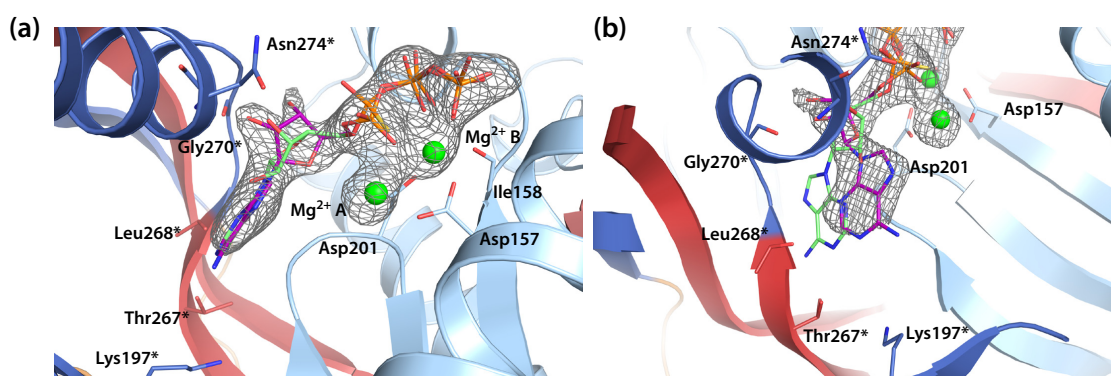 (a)
Asn274*
Gly270*
Mg²⁺ B
Ile158
Mg²⁺ A
Leu268*
Asp201
Asp157
Thr267*
Lys197*
(b)
Asn274*
Asp157
Gly270*
Asp201
Leu268*
Thr267*
Lys197*